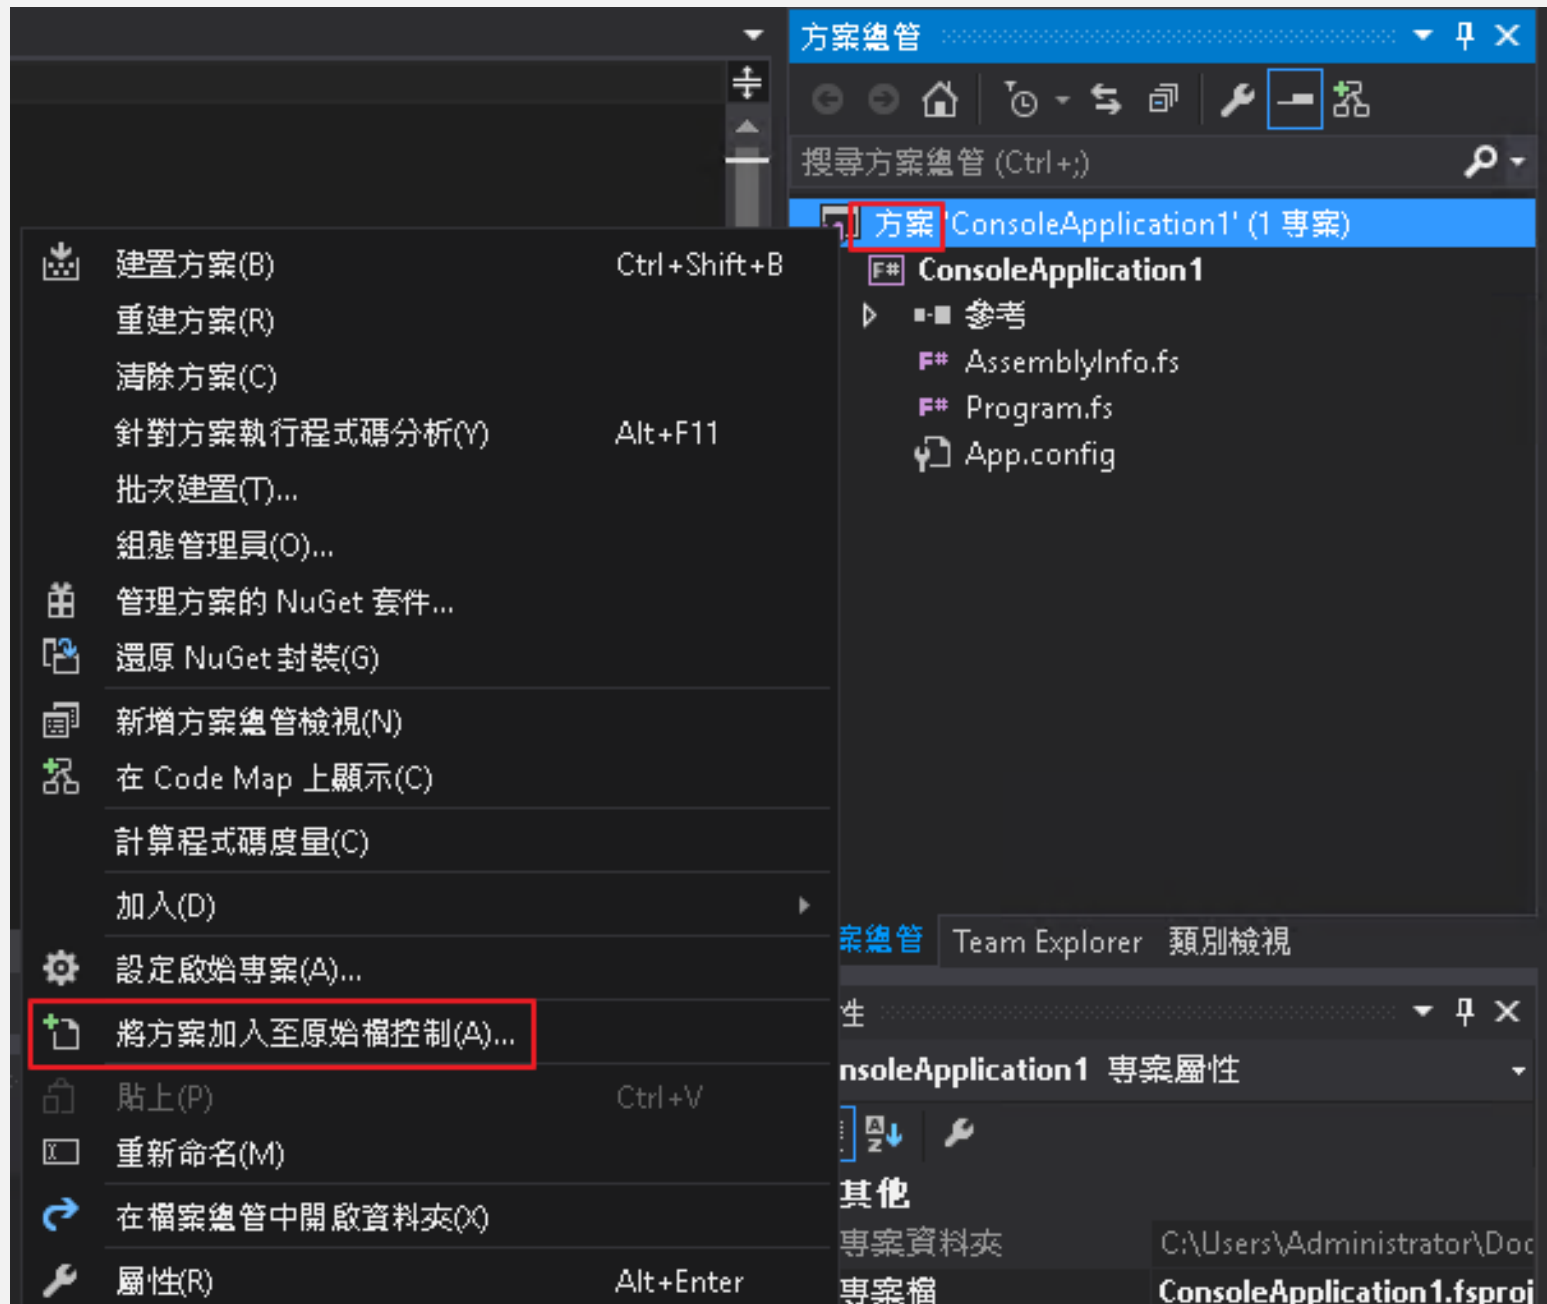 方案總管
搜尋方案總管 (Ctrl+;)
方案 'ConsoleApplication1' (1 專案)
F# ConsoleApplication1
參考
F# AssemblyInfo.fs
F# Program.fs
App.config
建置方案(B) Ctrl+Shift+B
重建方案(R)
清除方案(C)
針對方案執行程式碼分析(Y) Alt+F11
批次建置(T)...
組態管理員(O)...
管理方案的 NuGet 套件...
還原 NuGet 封裝(G)
新增方案總管檢視(N)
在 Code Map 上顯示(C)
計算程式碼度量(C)
加入(D)
設定啟始專案(A)...
將方案加入至原始檔控制(A)...
貼上(P) Ctrl+V
重新命名(M)
在檔案總管中開啟資料夾(X)
屬性(R) Alt+Enter
案總管 Team Explorer 類別檢視
性
nsoleApplication1 專案屬性
其他
專案資料夾 C:\Users\Administrator\Doc
專案檔 ConsoleApplication1.fsproj